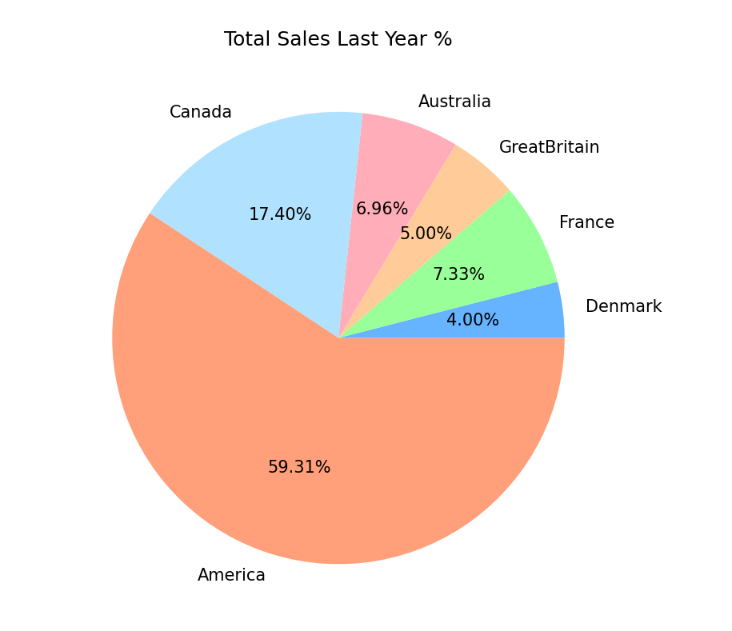 Total Sales Last Year %
Canada
Australia
GreatBritain
France
Denmark
America
17.40%
6.96%
5.00%
7.33%
4.00%
59.31%